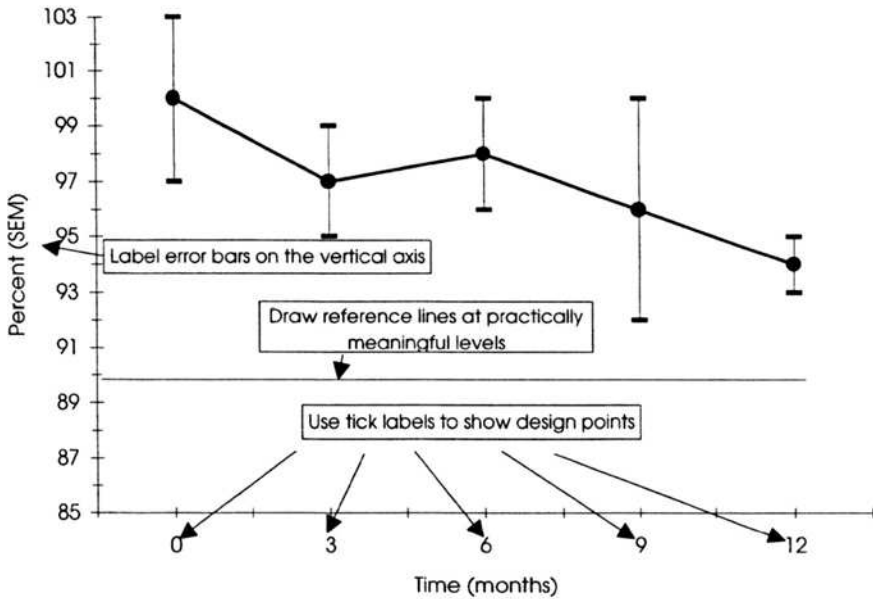 103
101
99
97
95
93
91
89
87
85
Percent (SEM)
Label error bars on the vertical axis
Draw reference lines at practically
meaningful levels
Use tick labels to show design points
0 3 6 9 12
Time (months)